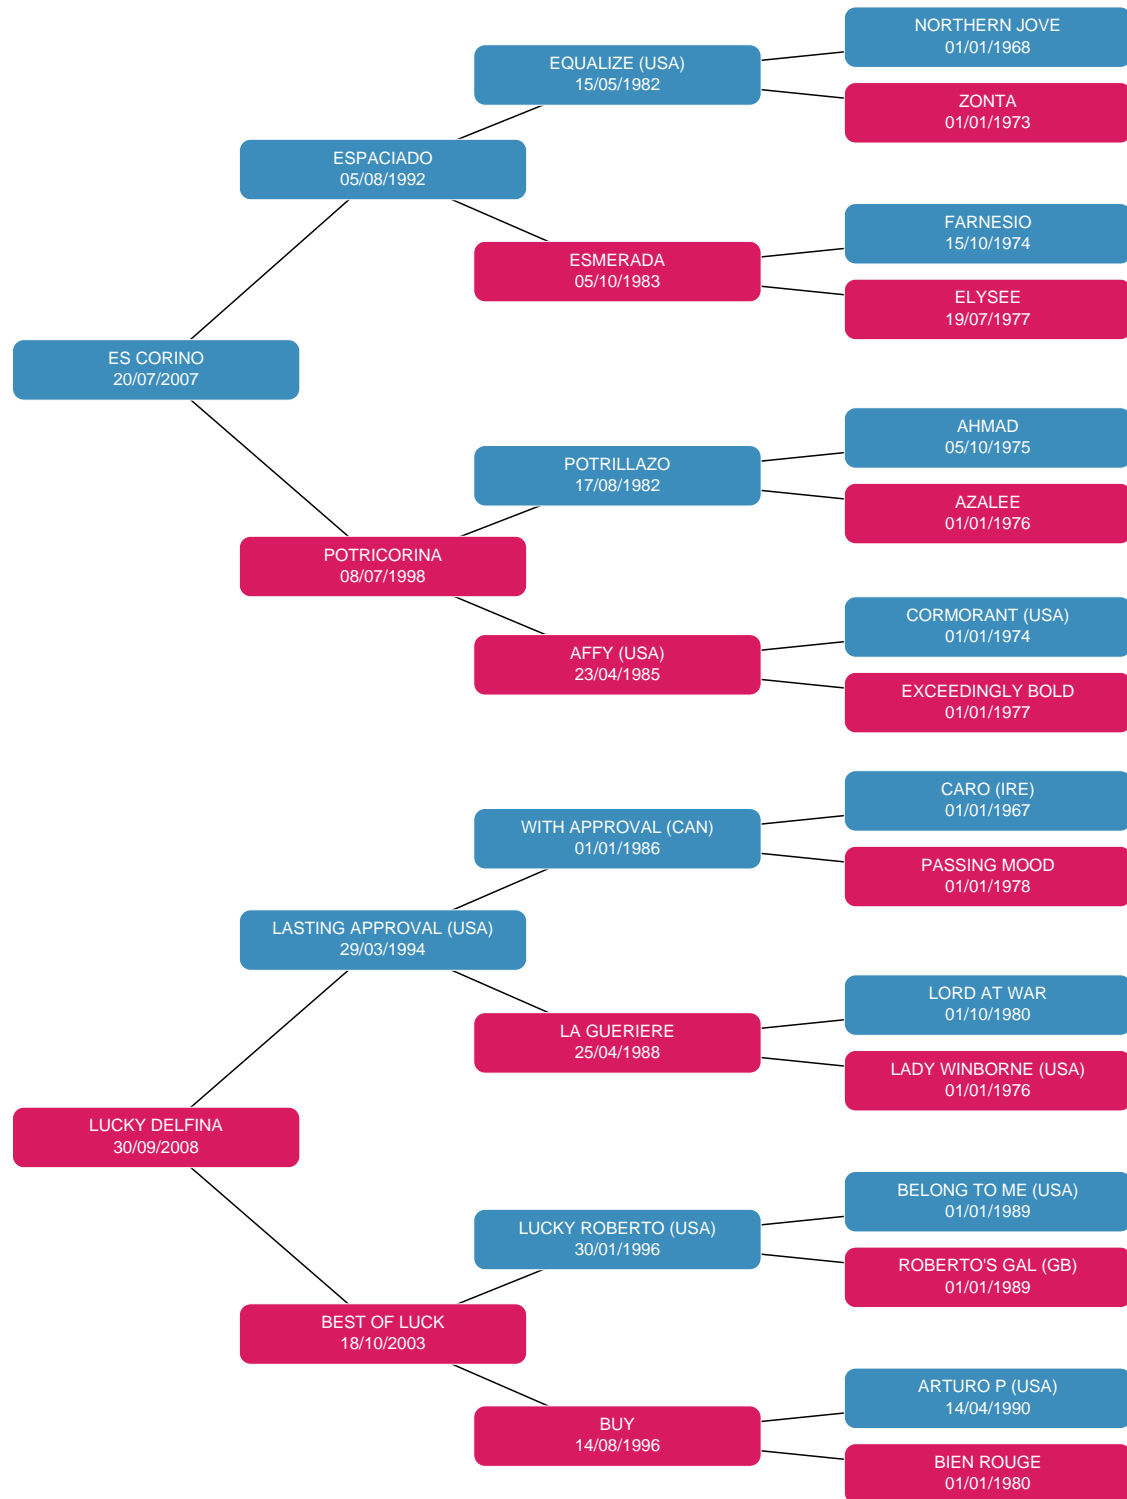 NORTHERN JOVE
01/01/1968
EQUALIZE (USA)
15/05/1982
ZONTA
01/01/1973
ESPACIADO
05/08/1992
FARNESIO
15/10/1974
ESMERADA
05/10/1983
ELYSEE
19/07/1977
ES CORINO
20/07/2007
AHMAD
05/10/1975
POTRILLAZO
17/08/1982
AZALEE
01/01/1976
POTRICORINA
08/07/1998
CORMORANT (USA)
01/01/1974
AFFY (USA)
23/04/1985
EXCEEDINGLY BOLD
01/01/1977
CARO (IRE)
01/01/1967
WITH APPROVAL (CAN)
01/01/1986
PASSING MOOD
01/01/1978
LASTING APPROVAL (USA)
29/03/1994
LORD AT WAR
01/10/1980
LA GUERIERE
25/04/1988
LADY WINBORNE (USA)
01/01/1976
LUCKY DELFINA
30/09/2008
BELONG TO ME (USA)
01/01/1989
LUCKY ROBERTO (USA)
30/01/1996
ROBERTO'S GAL (GB)
01/01/1989
BEST OF LUCK
18/10/2003
ARTURO P (USA)
14/04/1990
BUY
14/08/1996
BIEN ROUGE
01/01/1980